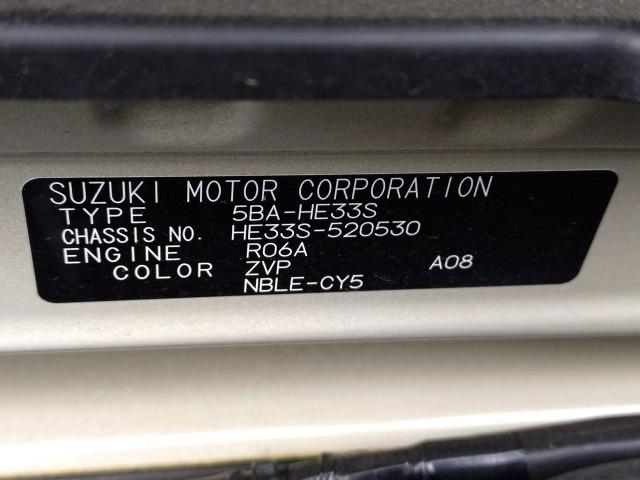 SUZUKI MOTOR CORPORATION
TYPE 5BA-HE33S
CHASSIS NO. HE33S-520530
ENGINE R06A
COLOR ZVP A08
NBLE-CY5